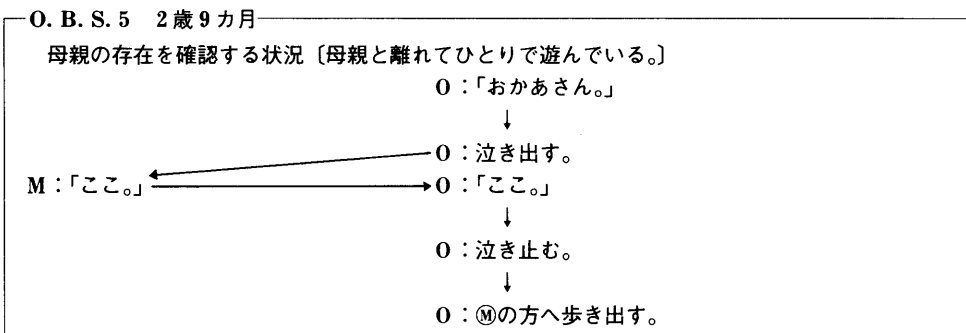 O. B. S. 5　2歳9カ月
母親の存在を確認する状況〔母親と離れてひとりで遊んでいる。〕
O：「おかあさん。」
↓
O：泣き出す。
M：「ここ。」 O：「ここ。」
↓
O：泣き止む。
↓
O：Ⓜの方へ歩き出す。